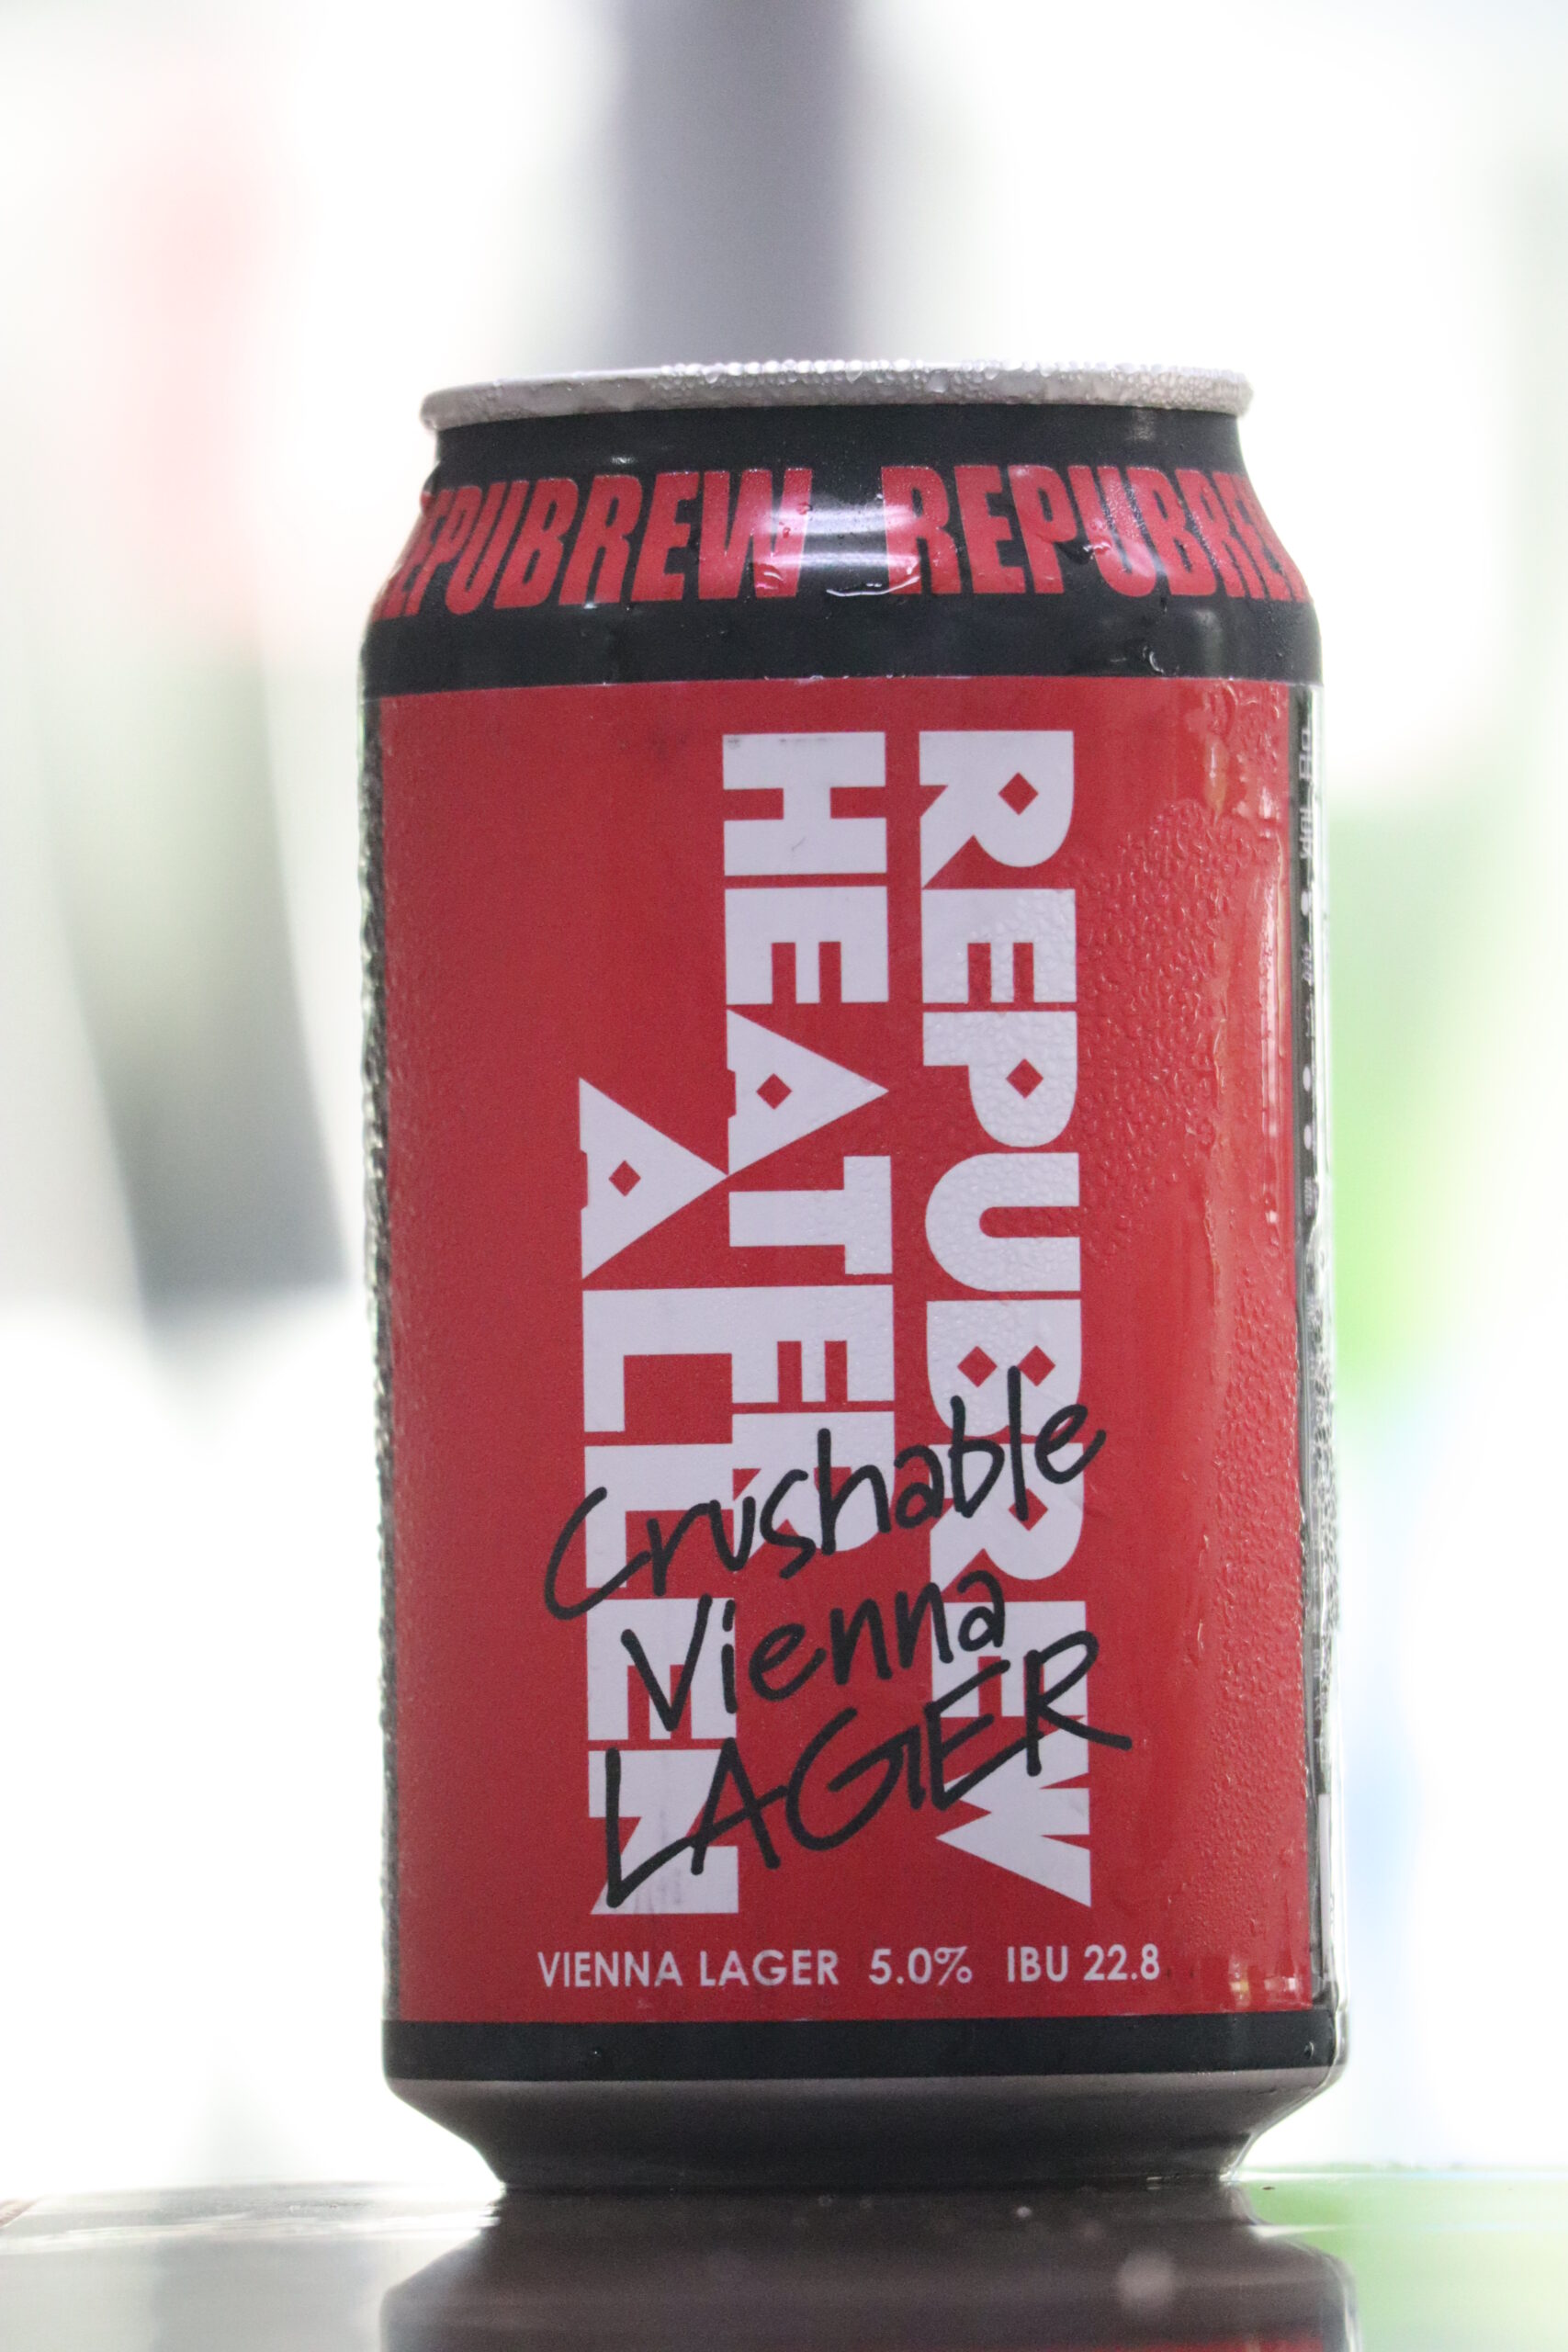 REPUBREW REPUBREW
REPUBREW
HEATER
ALLEN
Crushable
Vienna
LAGER
VIENNA LAGER 5.0% IBU 22.8